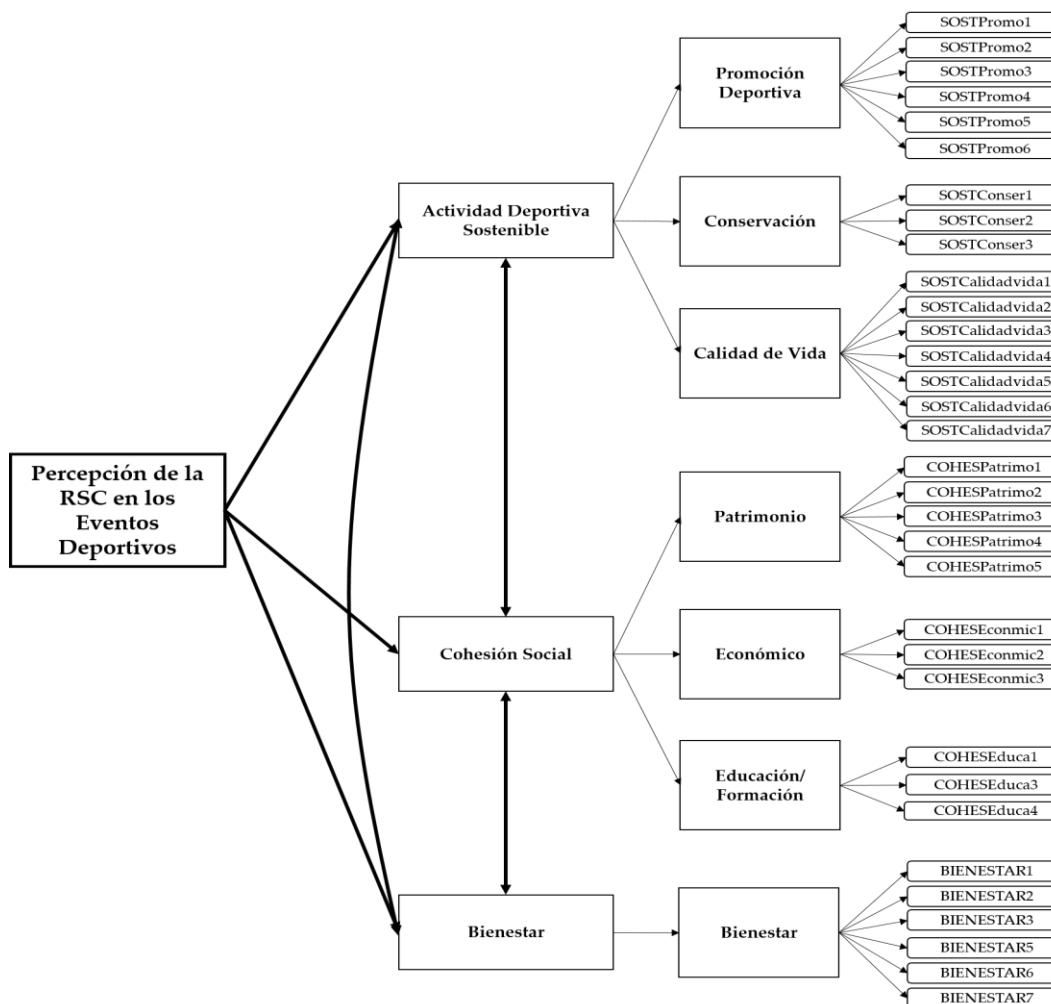 Percepción de la
RSC en los
Eventos
Deportivos
Actividad Deportiva
Sostenible
Cohesión Social
Bienestar
Promoción
Deportiva
Conservación
Calidad de Vida
Patrimonio
Económico
Educación/
Formación
Bienestar
SOSTPromo1
SOSTPromo2
SOSTPromo3
SOSTPromo4
SOSTPromo5
SOSTPromo6
SOSTConser1
SOSTConser2
SOSTConser3
SOSTCalidadvida1
SOSTCalidadvida2
SOSTCalidadvida3
SOSTCalidadvida4
SOSTCalidadvida5
SOSTCalidadvida6
SOSTCalidadvida7
COHESPatrimo1
COHESPatrimo2
COHESPatrimo3
COHESPatrimo4
COHESPatrimo5
COHESEconmic1
COHESEconmic2
COHESEconmic3
COHESEduca1
COHESEduca3
COHESEduca4
BIENESTAR1
BIENESTAR2
BIENESTAR3
BIENESTAR5
BIENESTAR6
BIENESTAR7